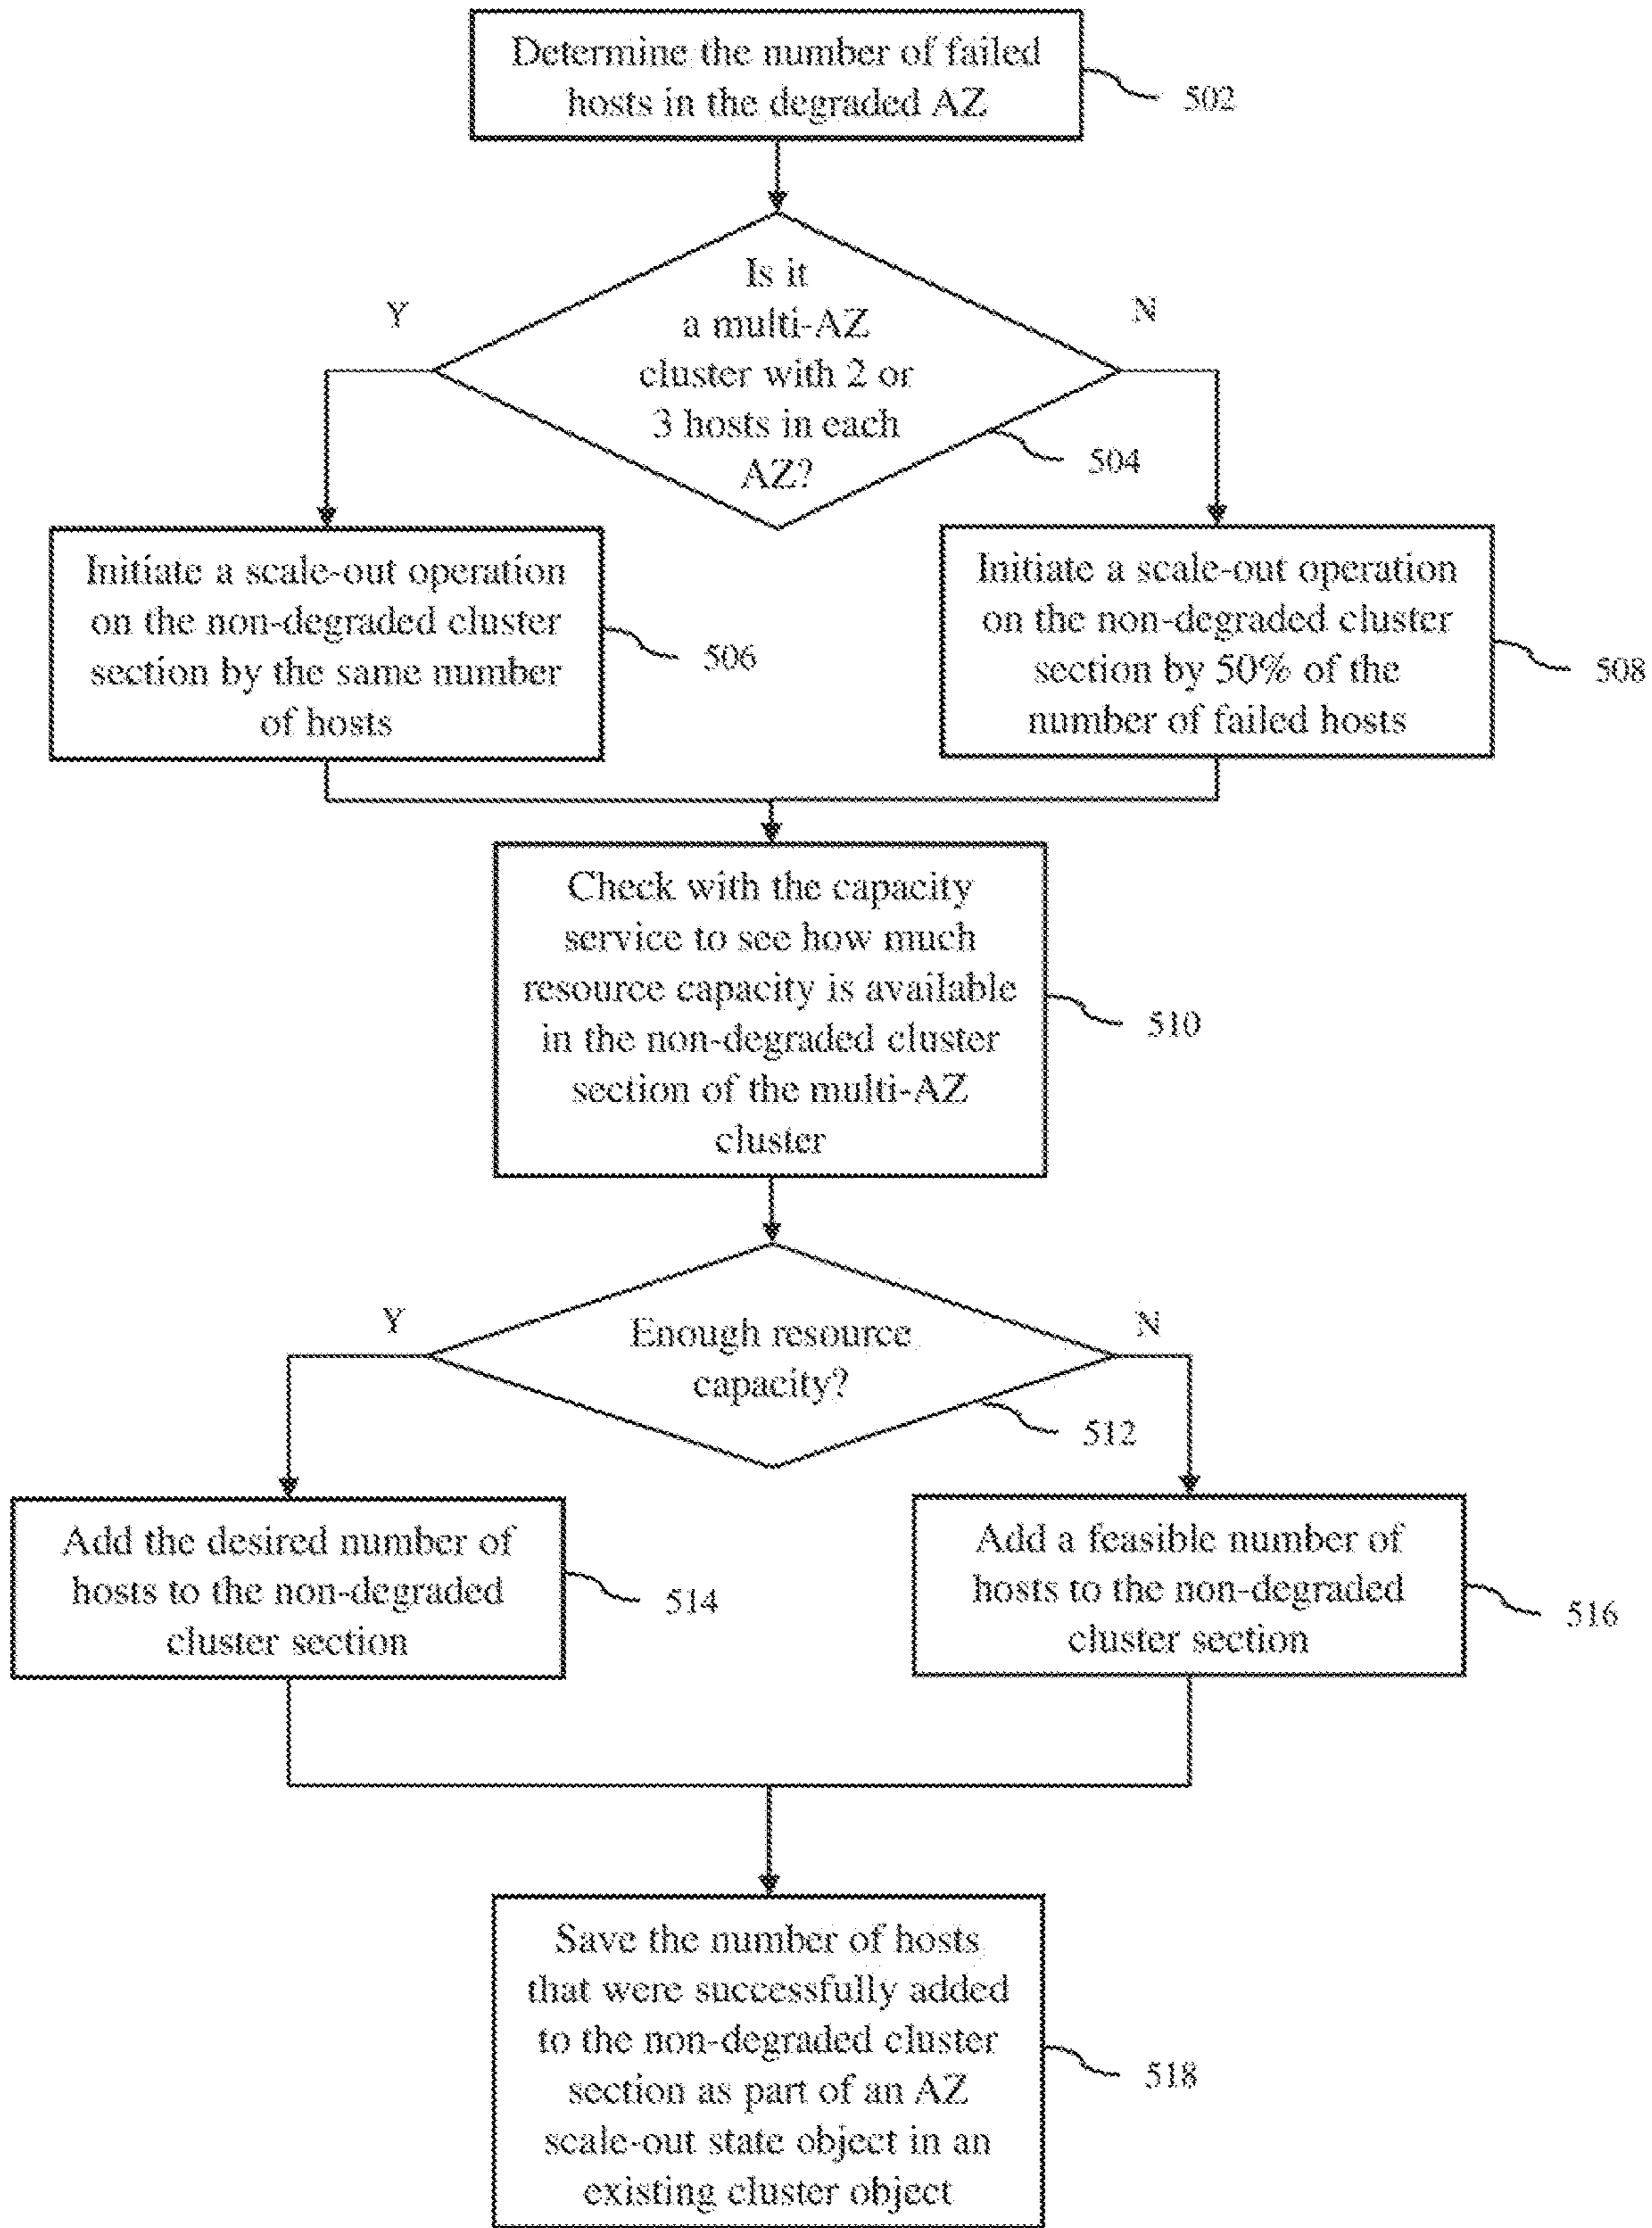 Determine the number of failed
hosts in the degraded AZ
502
Is it
a multi-AZ
cluster with 2 or
3 hosts in each
AZ?
Y
N
504
Initiate a scale-out operation
on the non-degraded cluster
section by the same number
of hosts
506
Initiate a scale-out operation
on the non-degraded cluster
section by 50% of the
number of failed hosts
508
Check with the capacity
service to see how much
resource capacity is available
in the non-degraded cluster
section of the multi-AZ
cluster
510
Enough resource
capacity?
Y
N
512
Add the desired number of
hosts to the non-degraded
cluster section
514
Add a feasible number of
hosts to the non-degraded
cluster section
516
Save the number of hosts
that were successfully added
to the non-degraded cluster
section as part of an AZ
scale-out state object in an
existing cluster object
518